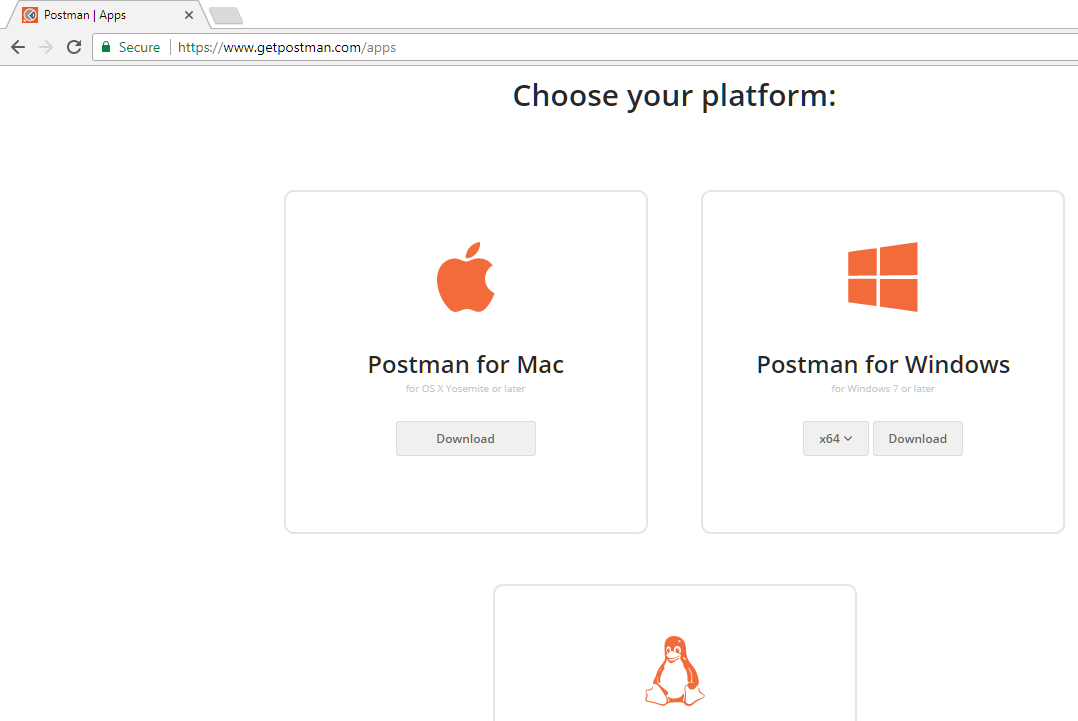 Postman | Apps
Secure
https://www.getpostman.com/apps
Choose your platform:
Postman for Mac
for OS X Yosemite or later
Download
Postman for Windows
for Windows 7 or later
x64
Download